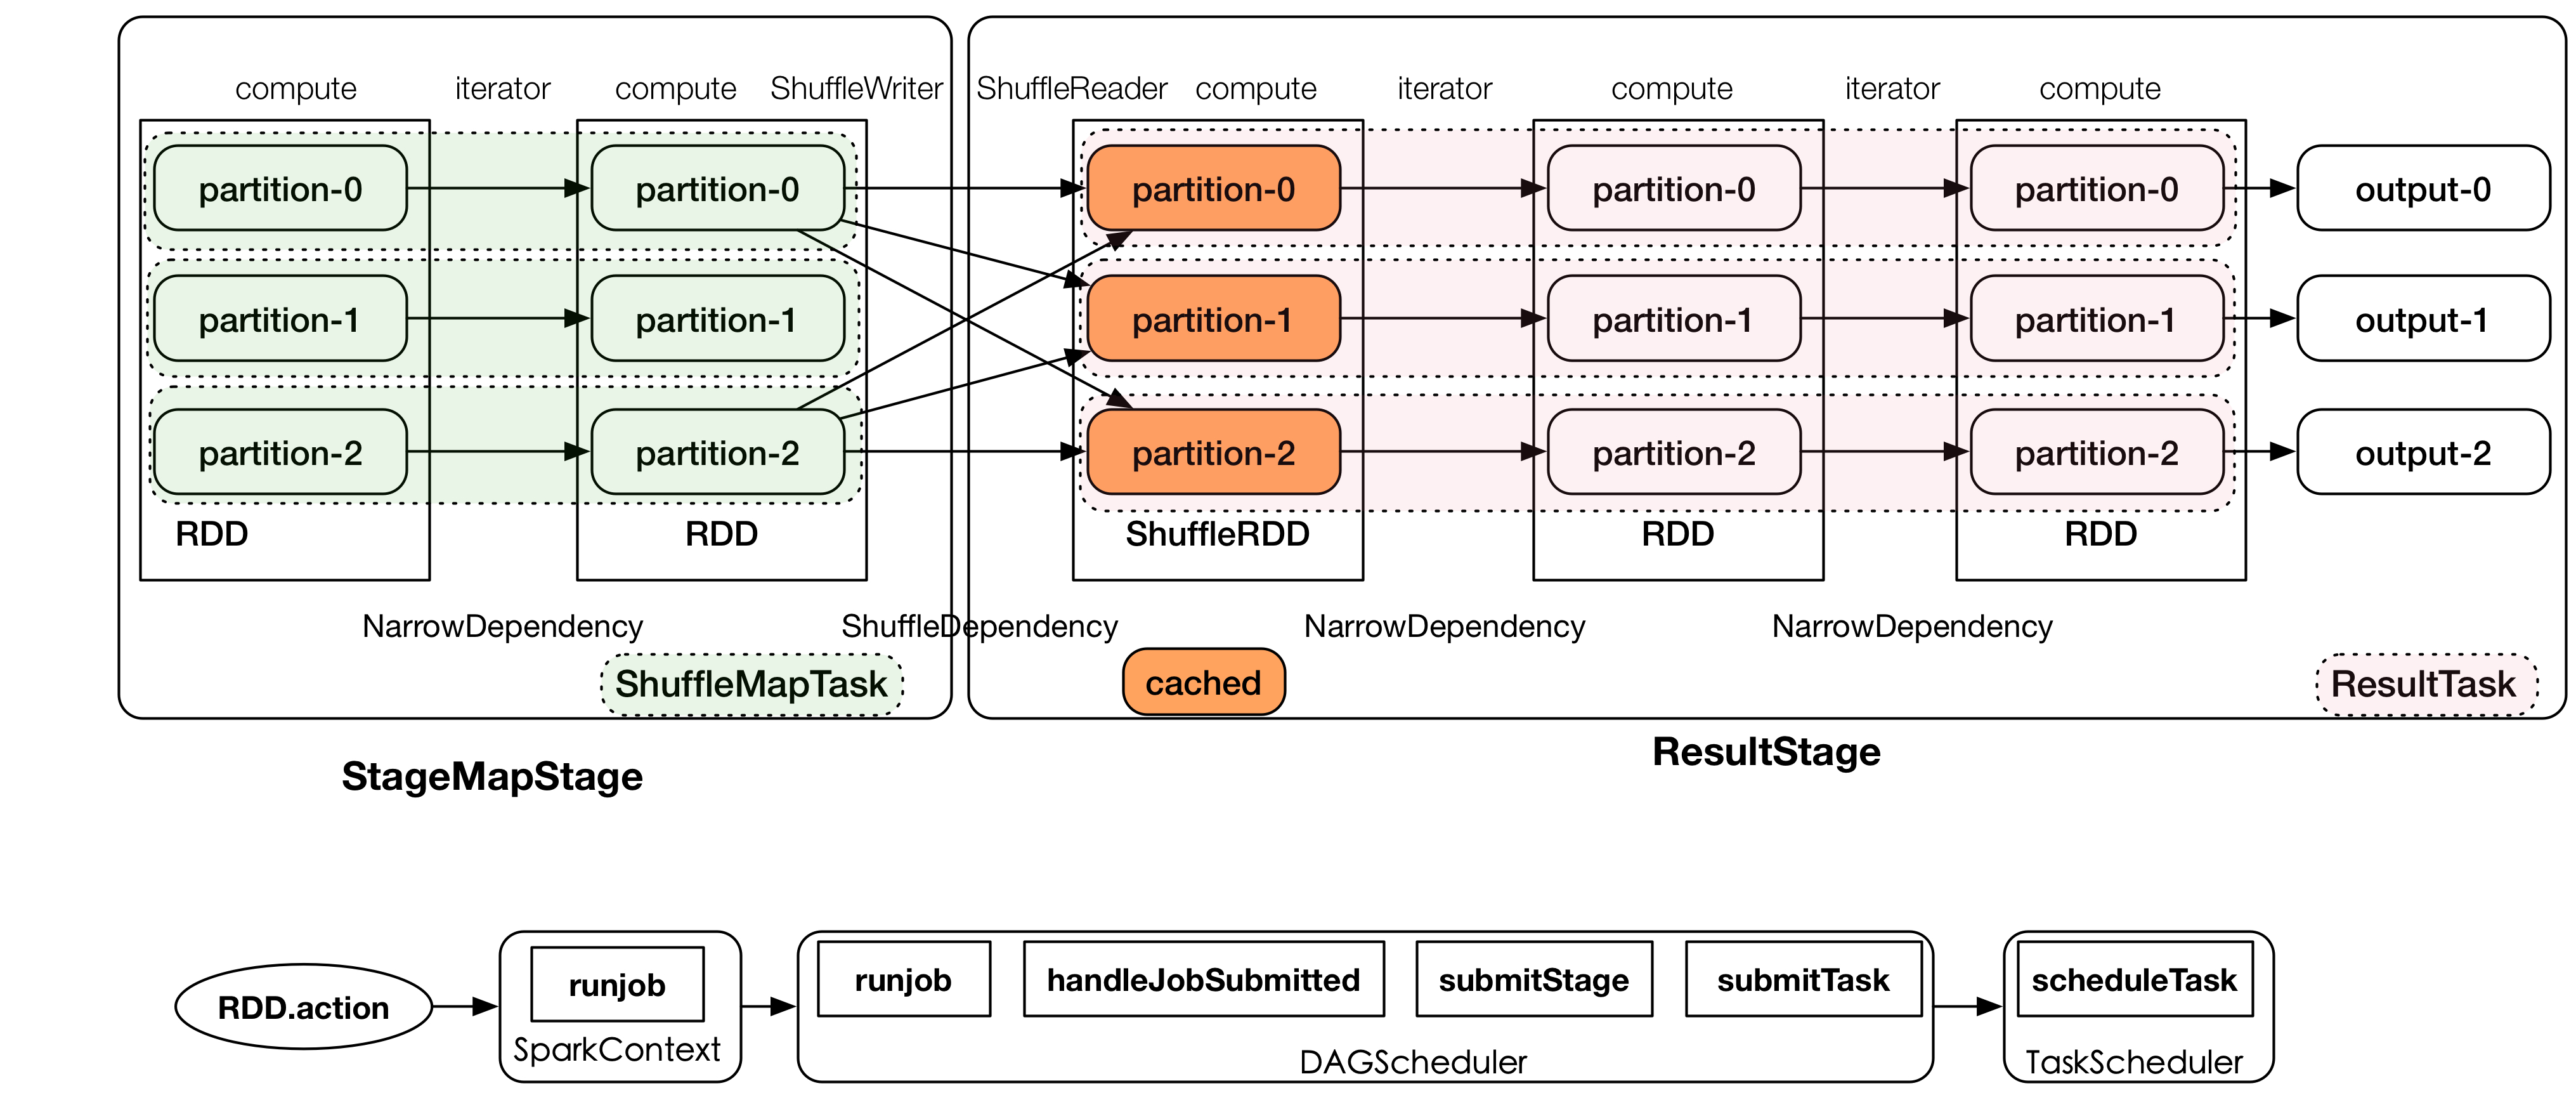 compute iterator compute ShuffleWriter ShuffleReader compute iterator compute iterator compute
partition-0 partition-0 partition-0 partition-0 partition-0 output-0
partition-1 partition-1 partition-1 partition-1 partition-1 output-1
partition-2 partition-2 partition-2 partition-2 partition-2 output-2
RDD RDD ShuffleRDD RDD RDD
NarrowDependency ShuffleDependency NarrowDependency NarrowDependency
ShuffleMapTask cached ResultTask
StageMapStage ResultStage
RDD.action runjob runjob handleJobSubmitted submitStage submitTask scheduleTask
SparkContext DAGScheduler TaskScheduler